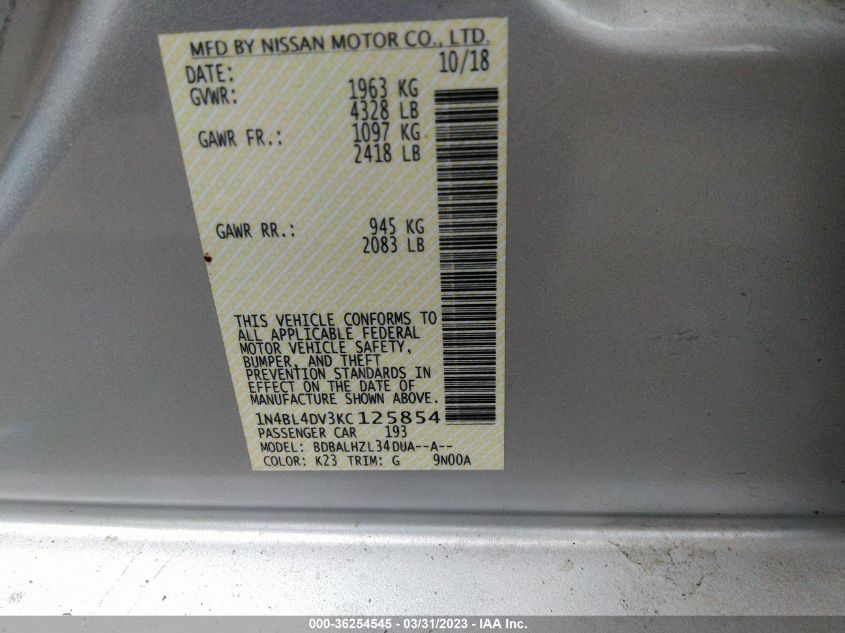 MFD BY NISSAN MOTOR CO., LTD.
DATE: 10/18
GVWR: 1963 KG
4328 LB
GAWR FR.: 1097 KG
2418 LB
GAWR RR.: 945 KG
2083 LB
THIS VEHICLE CONFORMS TO
ALL APPLICABLE FEDERAL
MOTOR VEHICLE SAFETY,
BUMPER, AND THEFT
PREVENTION STANDARDS IN
EFFECT ON THE DATE OF
MANUFACTURE SHOWN ABOVE.
1N4BL4DV3KC125854
PASSENGER CAR 193
MODEL: BDBALHZL34DUA--A--
COLOR: K23 TRIM: G 9N00A
000-36254545 - 03/31/2023 - IAA Inc.